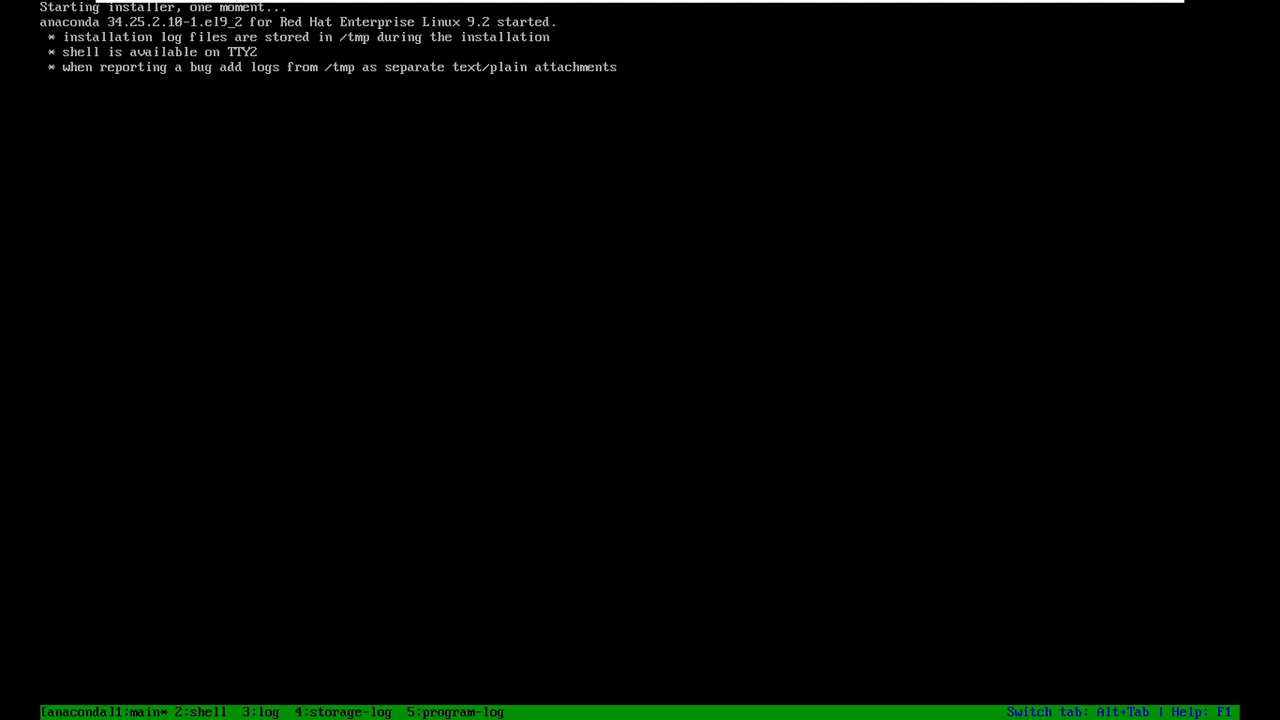 Starting installer, one moment...
anaconda 34.25.2.10-1.el9_2 for Red Hat Enterprise Linux 9.2 started.
* installation log files are stored in /tmp during the installation
* shell is available on TTY2
* when reporting a bug add logs from /tmp as separate text/plain attachments
[anaconda]1:main* 2:shell  3:log  4:storage-log  5:program-log
Switch tab: Alt+Tab | Help: F1